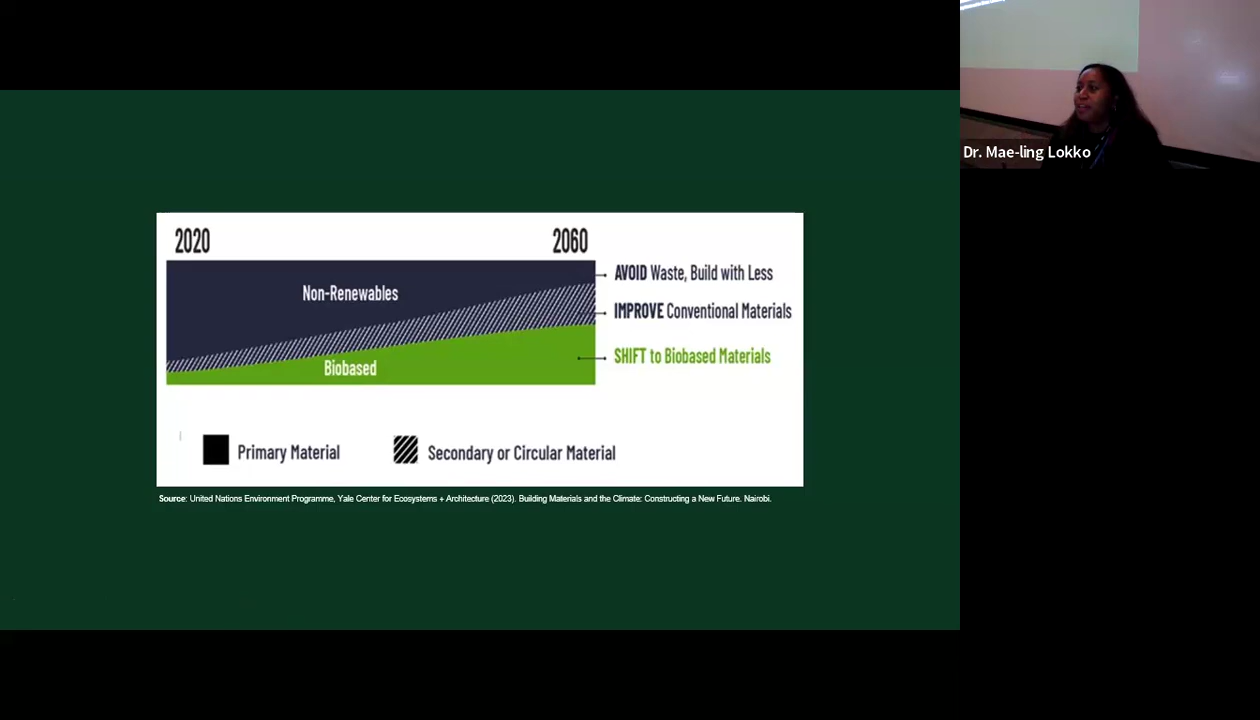 2020
2060
Non-Renewables
Biobased
AVOID Waste, Build with Less
IMPROVE Conventional Materials
SHIFT to Biobased Materials
Primary Material
Secondary or Circular Material
Source: United Nations Environment Programme, Yale Center for Ecosystems + Architecture (2023). Building Materials and the Climate: Constructing a New Future. Nairobi.
Dr. Mae-ling Lokko